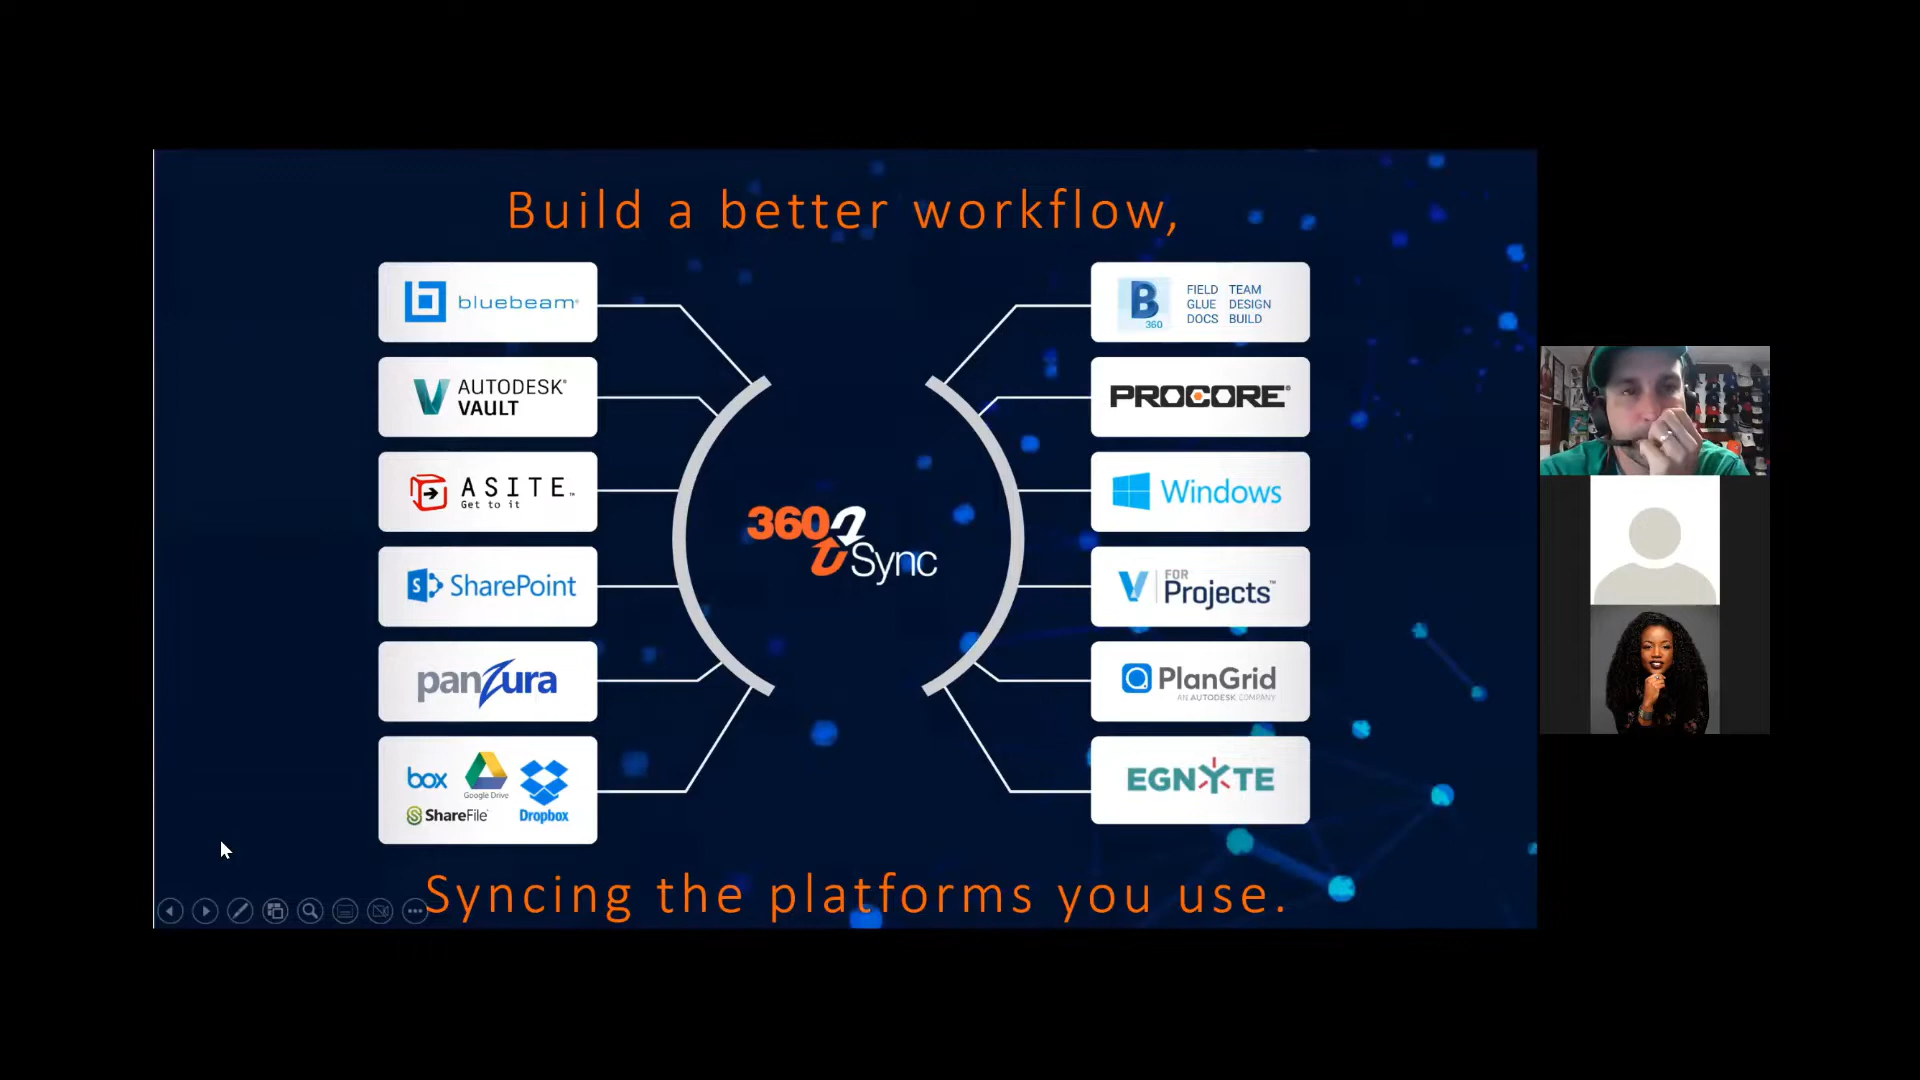 Build a better workflow,
bluebeam®
AUTODESK®
VAULT
ASITE™
Get to it
S SharePoint
panzura
box
Google Drive
ShareFile
Dropbox
360
Sync
B
360
FIELD TEAM
GLUE DESIGN
DOCS BUILD
PROCORE®
Windows
V FOR
Projects™
PlanGrid
AN AUTODESK COMPANY
EGNYTE
Syncing the platforms you use.